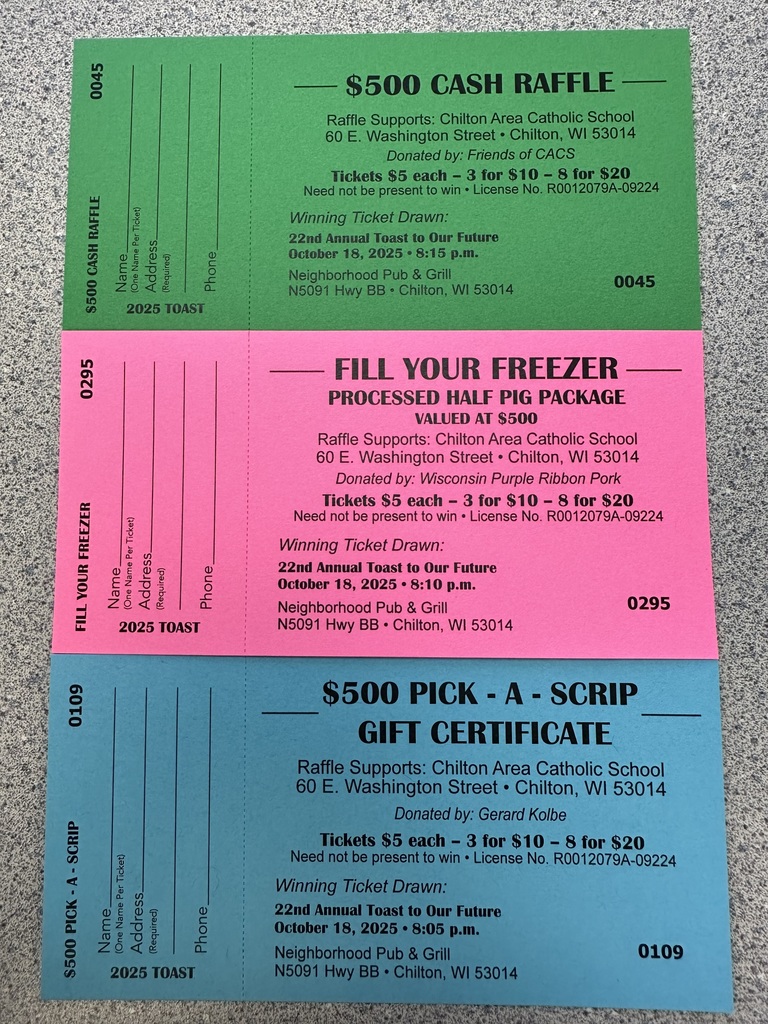 0045
$500 CASH RAFFLE
Name
(One Name Per Ticket)
Address
(Required)
Phone
2025 TOAST
$500 CASH RAFFLE
Raffle Supports: Chilton Area Catholic School
60 E. Washington Street • Chilton, WI 53014
Donated by: Friends of CACS
Tickets $5 each – 3 for $10 – 8 for $20
Need not be present to win • License No. R0012079A-09224
Winning Ticket Drawn:
22nd Annual Toast to Our Future
October 18, 2025 • 8:15 p.m.
Neighborhood Pub & Grill
N5091 Hwy BB • Chilton, WI 53014
0045
0295
FILL YOUR FREEZER
Name
(One Name Per Ticket)
Address
(Required)
Phone
2025 TOAST
FILL YOUR FREEZER
PROCESSED HALF PIG PACKAGE
VALUED AT $500
Raffle Supports: Chilton Area Catholic School
60 E. Washington Street • Chilton, WI 53014
Donated by: Wisconsin Purple Ribbon Pork
Tickets $5 each – 3 for $10 – 8 for $20
Need not be present to win • License No. R0012079A-09224
Winning Ticket Drawn:
22nd Annual Toast to Our Future
October 18, 2025 • 8:10 p.m.
Neighborhood Pub & Grill
N5091 Hwy BB • Chilton, WI 53014
0295
0109
$500 PICK - A - SCRIP
Name
(One Name Per Ticket)
Address
(Required)
Phone
2025 TOAST
$500 PICK - A - SCRIP
GIFT CERTIFICATE
Raffle Supports: Chilton Area Catholic School
60 E. Washington Street • Chilton, WI 53014
Donated by: Gerard Kolbe
Tickets $5 each – 3 for $10 – 8 for $20
Need not be present to win • License No. R0012079A-09224
Winning Ticket Drawn:
22nd Annual Toast to Our Future
October 18, 2025 • 8:05 p.m.
Neighborhood Pub & Grill
N5091 Hwy BB • Chilton, WI 53014
0109